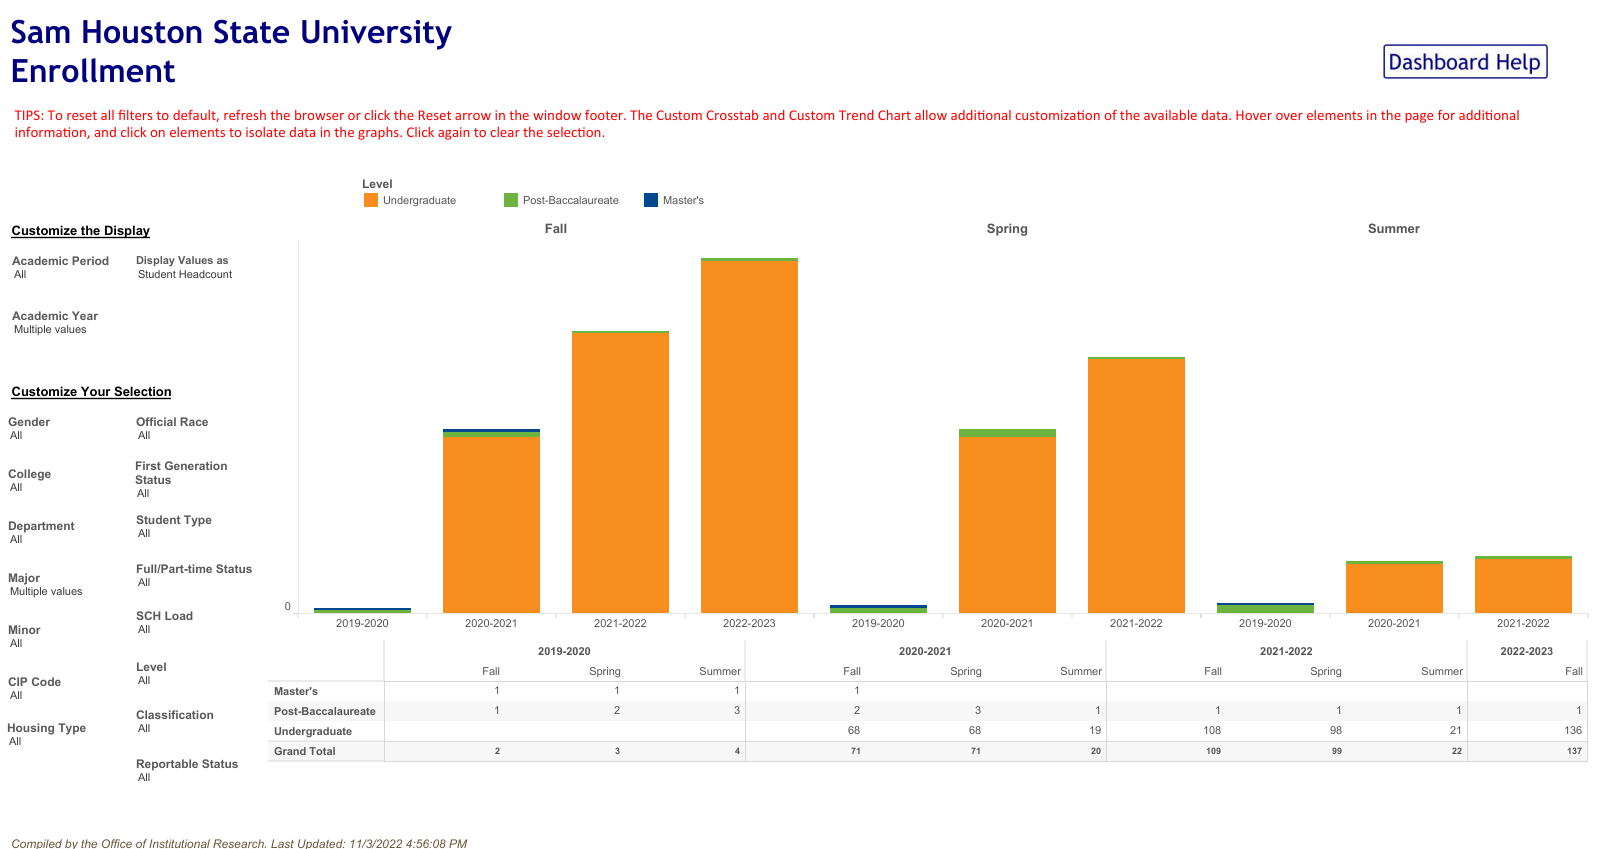 Sam Houston State University
Enrollment
Dashboard Help
TIPS: To reset all filters to default, refresh the browser or click the Reset arrow in the window footer. The Custom Crosstab and Custom Trend Chart allow additional customization of the available data. Hover over elements in the page for additional
information, and click on elements to isolate data in the graphs. Click again to clear the selection.
Level
Undergraduate Post-Baccalaureate Master's
Customize the Display
Academic Period
All
Display Values as
Student Headcount
Academic Year
Multiple values
Customize Your Selection
Gender
All
Official Race
All
College
All
First Generation
Status
All
Department
All
Student Type
All
Major
Multiple values
Full/Part-time Status
All
Minor
All
SCH Load
All
CIP Code
All
Level
All
Housing Type
All
Classification
All
Reportable Status
All
Fall Spring Summer
0
2019-2020 2020-2021 2021-2022 2022-2023 2019-2020 2020-2021 2021-2022 2019-2020 2020-2021 2021-2022
2019-2020 2020-2021 2021-2022 2022-2023
Fall Spring Summer Fall Spring Summer Fall Spring Summer Fall
Master's 1 1 1 1
Post-Baccalaureate 1 2 3 2 3 1 1 1 1 1
Undergraduate 68 68 19 108 98 21 136
Grand Total 2 3 4 71 71 20 109 99 22 137
Compiled by the Office of Institutional Research. Last Updated: 11/3/2022 4:56:08 PM